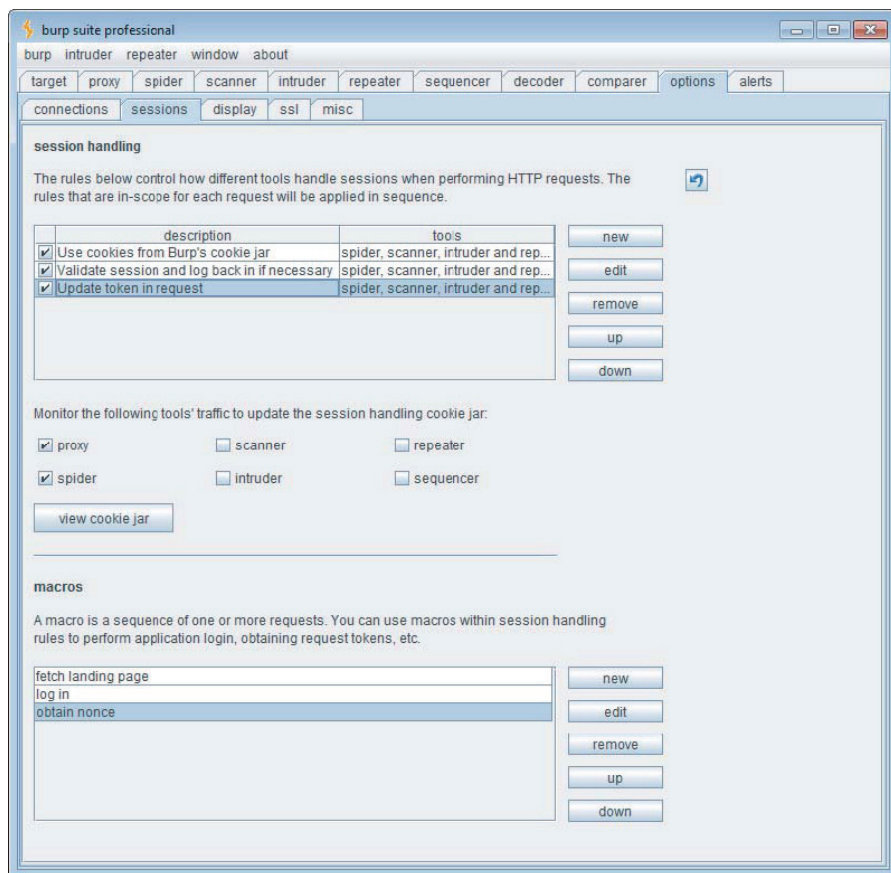 burp suite professional
burp intruder repeater window about
target proxy spider scanner intruder repeater sequencer decoder comparer options alerts
connections sessions display ssl misc
session handling
The rules below control how different tools handle sessions when performing HTTP requests. The
rules that are in-scope for each request will be applied in sequence.
description tools
Use cookies from Burp's cookie jar spider, scanner, intruder and rep...
Validate session and log back in if necessary spider, scanner, intruder and rep...
Update token in request spider, scanner, intruder and rep...
new
edit
remove
up
down
Monitor the following tools' traffic to update the session handling cookie jar:
proxy scanner repeater
spider intruder sequencer
view cookie jar
macros
A macro is a sequence of one or more requests. You can use macros within session handling
rules to perform application login, obtaining request tokens, etc.
fetch landing page
log in
obtain nonce
new
edit
remove
up
down